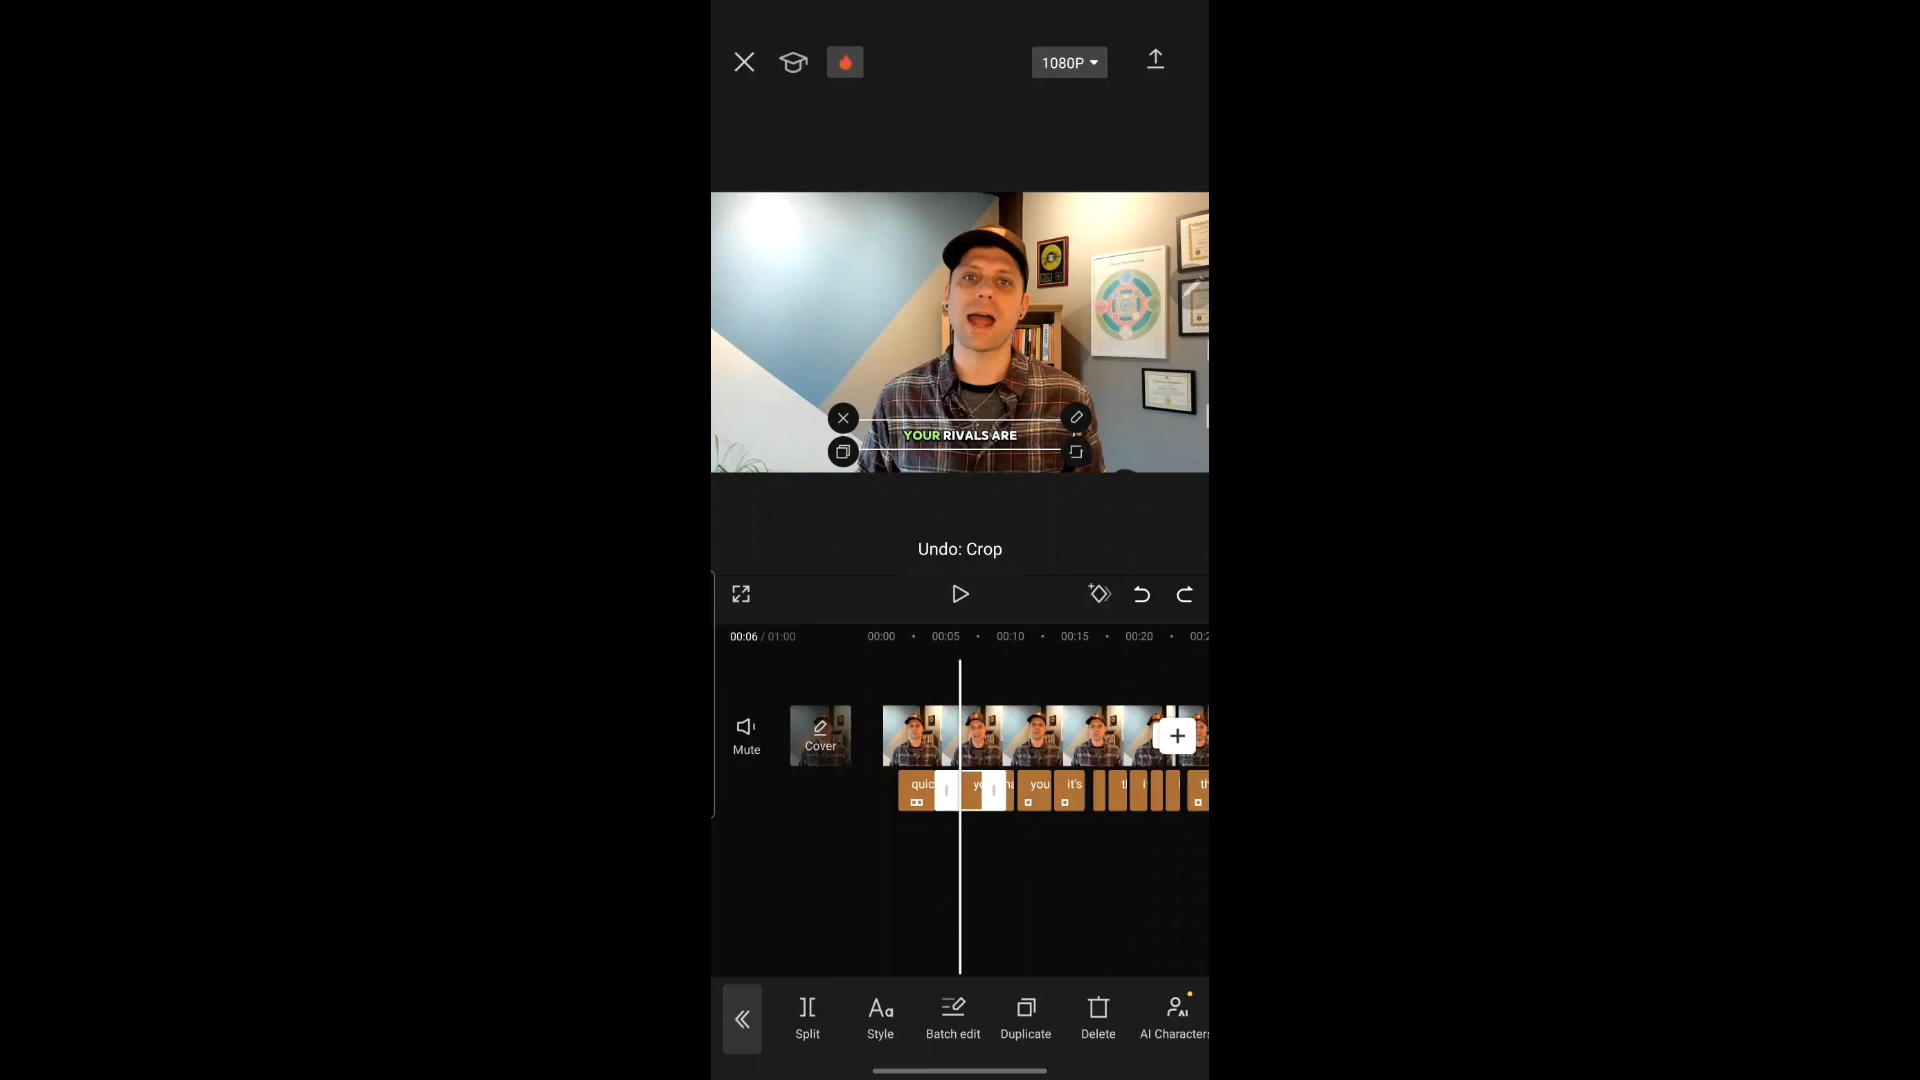 1080P
YOUR RIVALS ARE
Undo: Crop
00:06 / 01:00
00:00 00:05 00:10 00:15 00:20
Mute
Cover
you it's
Split Style Batch edit Duplicate Delete AI Characters